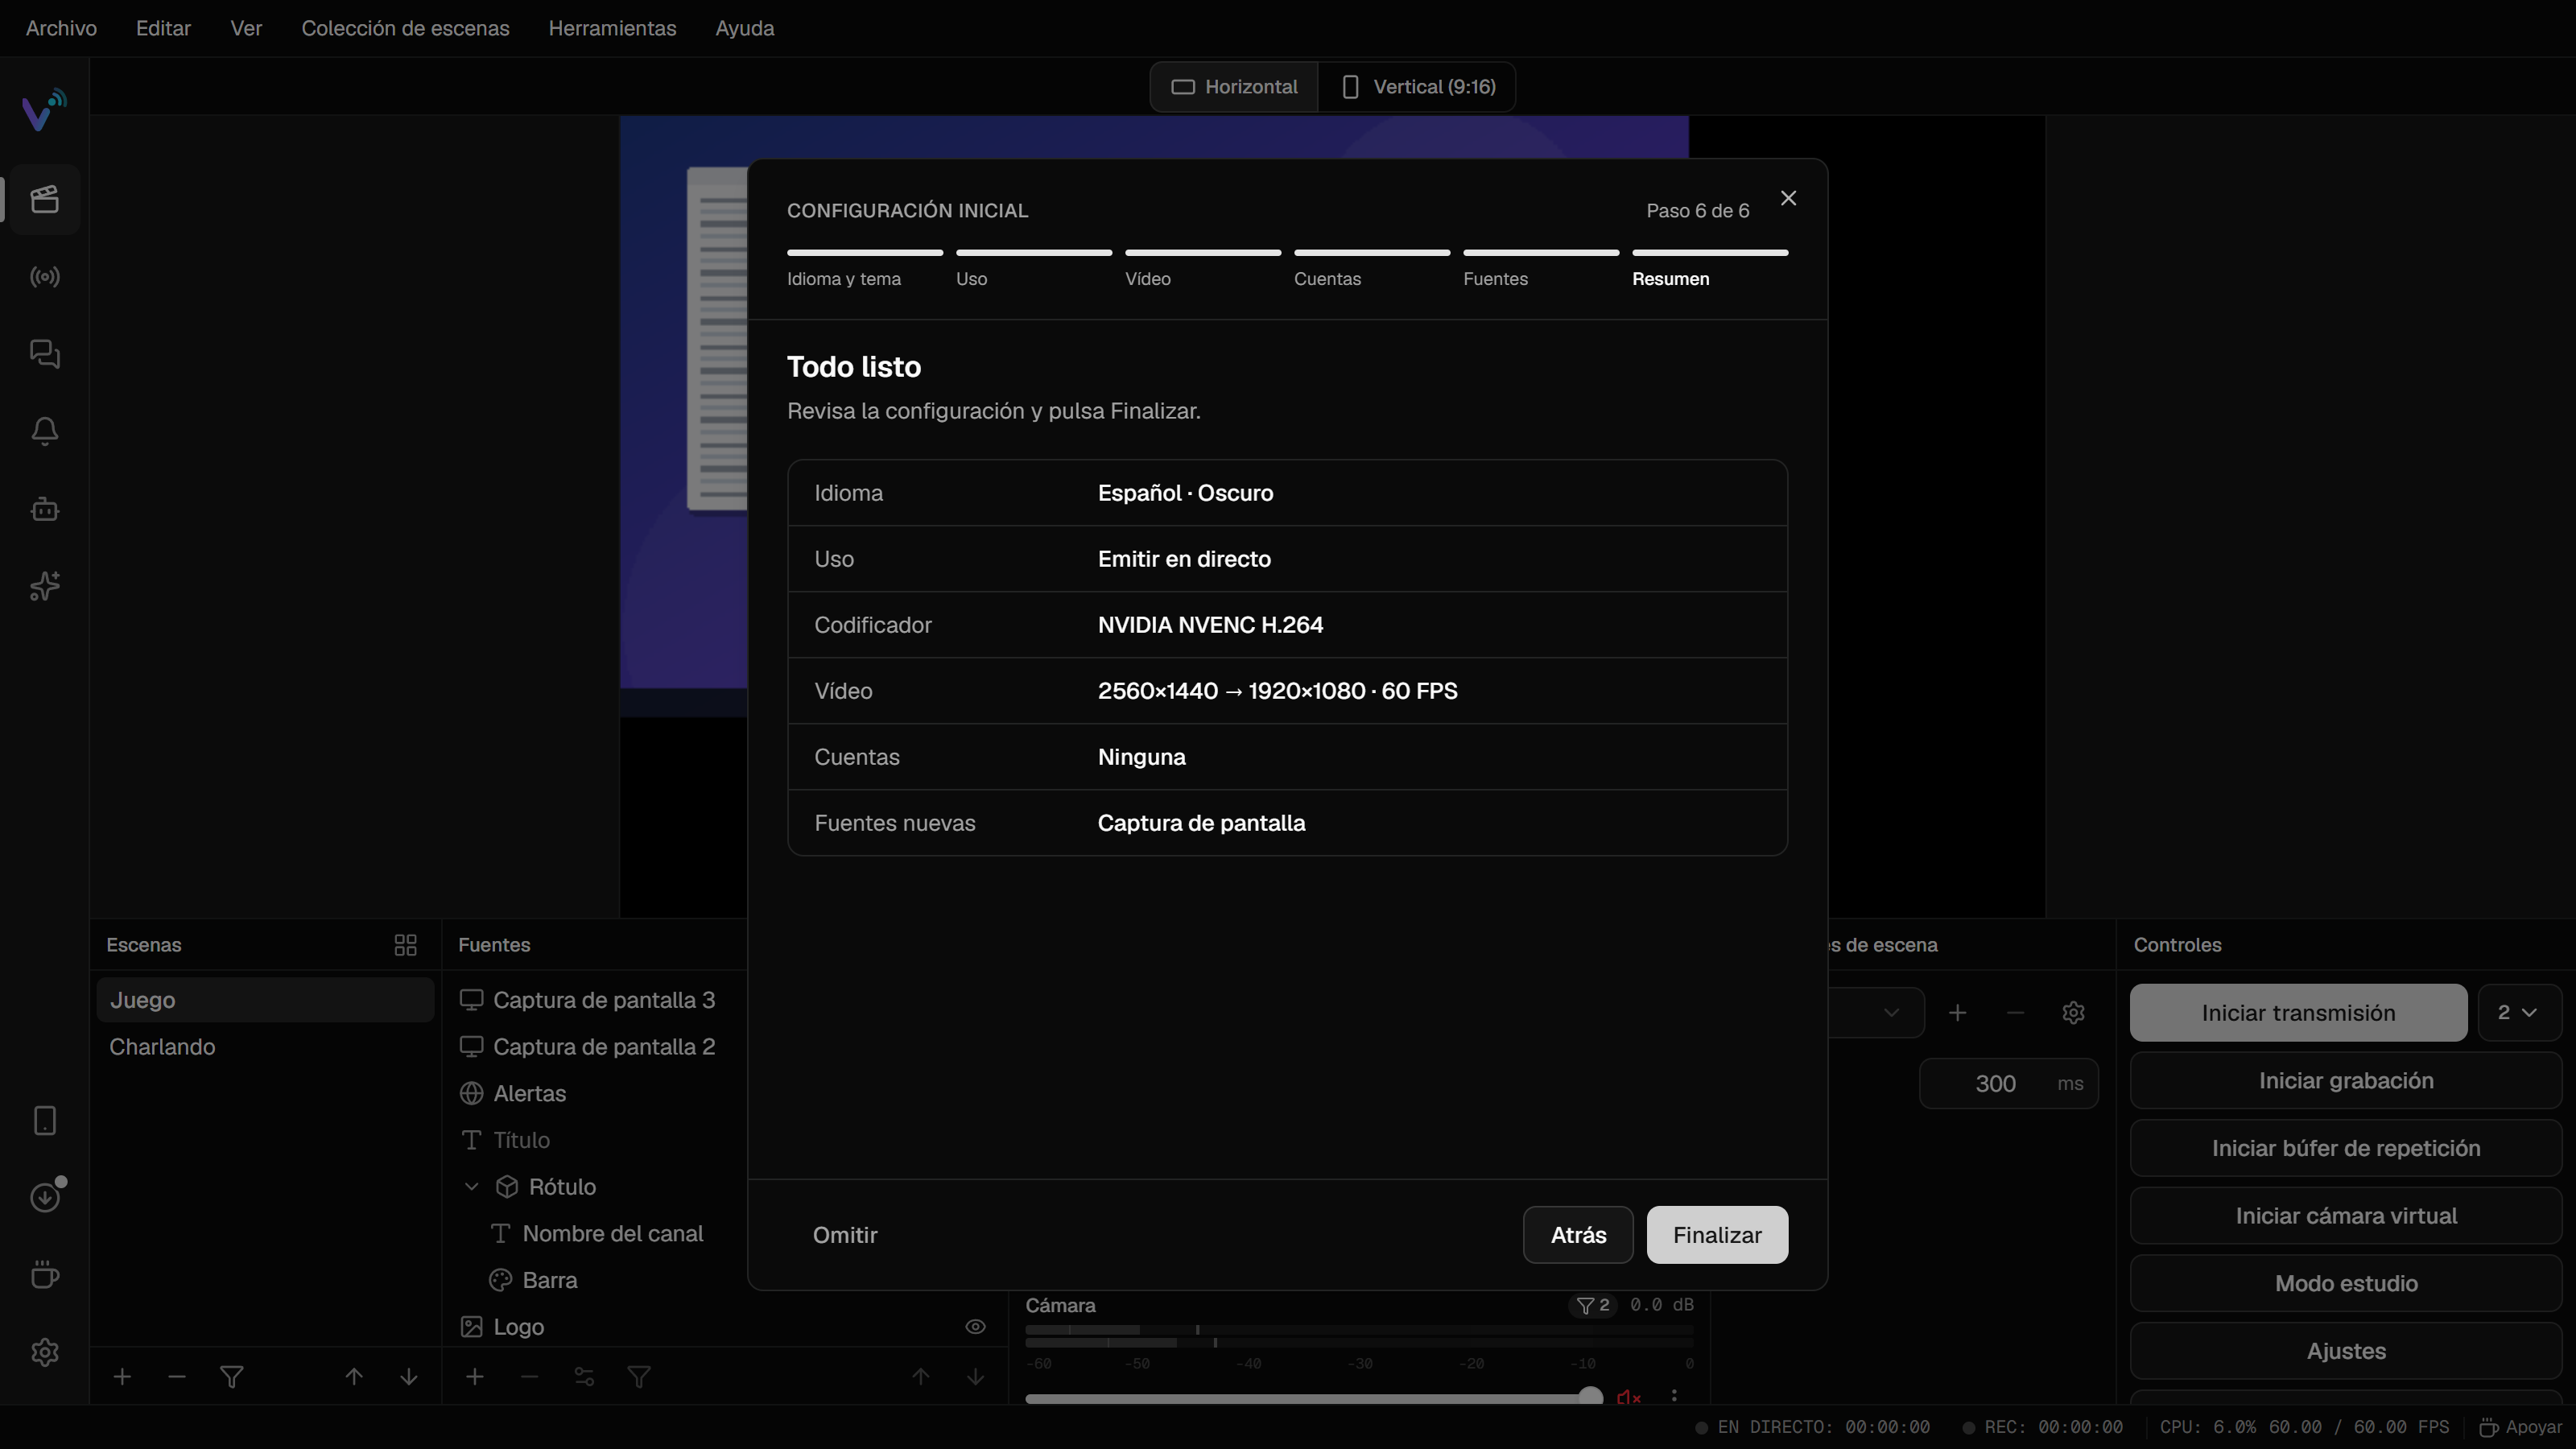 Archivo Editar Ver Colección de escenas Herramientas Ayuda
Horizontal Vertical (9:16)
CONFIGURACIÓN INICIAL Paso 6 de 6
Idioma y tema Uso Vídeo Cuentas Fuentes Resumen
Todo listo
Revisa la configuración y pulsa Finalizar.
Idioma Español · Oscuro
Uso Emitir en directo
Codificador NVIDIA NVENC H.264
Vídeo 2560×1440 → 1920×1080 · 60 FPS
Cuentas Ninguna
Fuentes nuevas Captura de pantalla
Omitir Atrás Finalizar
Escenas
Juego
Charlando
Fuentes
Captura de pantalla 3
Captura de pantalla 2
Alertas
Título
Rótulo
Nombre del canal
Barra
Logo
Cámara 2 0.0 dB
-60 -50 -40 -30 -20 -10 0
de escena
300 ms
Controles
Iniciar transmisión 2
Iniciar grabación
Iniciar búfer de repetición
Iniciar cámara virtual
Modo estudio
Ajustes
EN DIRECTO: 00:00:00 REC: 00:00:00 CPU: 6.0% 60.00 / 60.00 FPS Apoyar